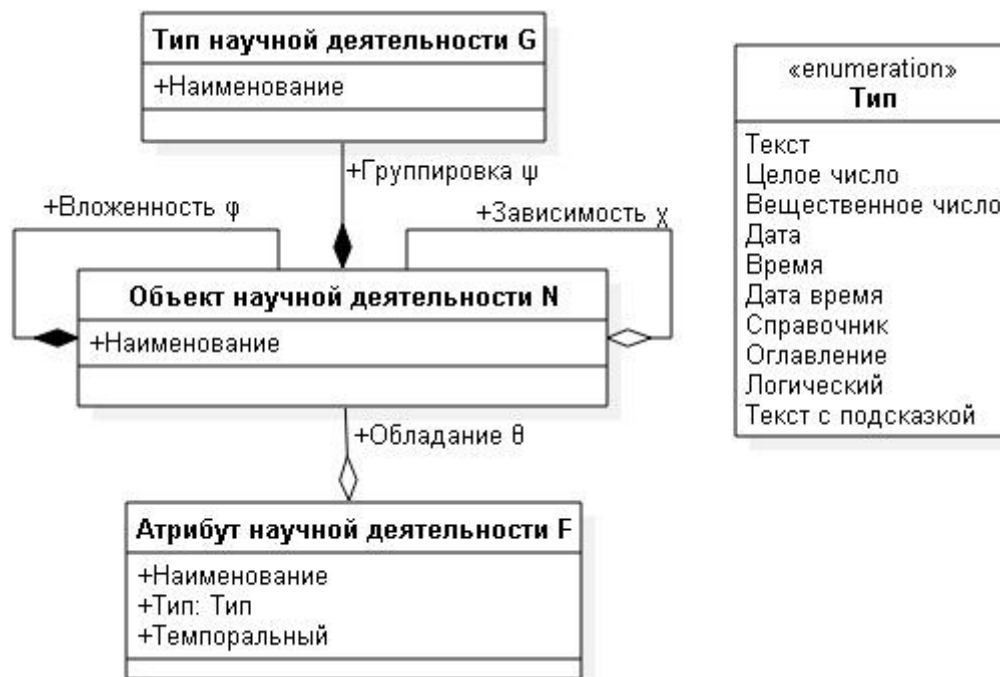 Тип научной деятельности G
+Наименование
+Группировка ψ
+Вложенность φ
+Зависимость χ
Объект научной деятельности N
+Наименование
+Обладание θ
Атрибут научной деятельности F
+Наименование
+Тип: Тип
+Темпоральный
«enumeration»
Тип
Текст
Целое число
Вещественное число
Дата
Время
Дата время
Справочник
Оглавление
Логический
Текст с подсказкой